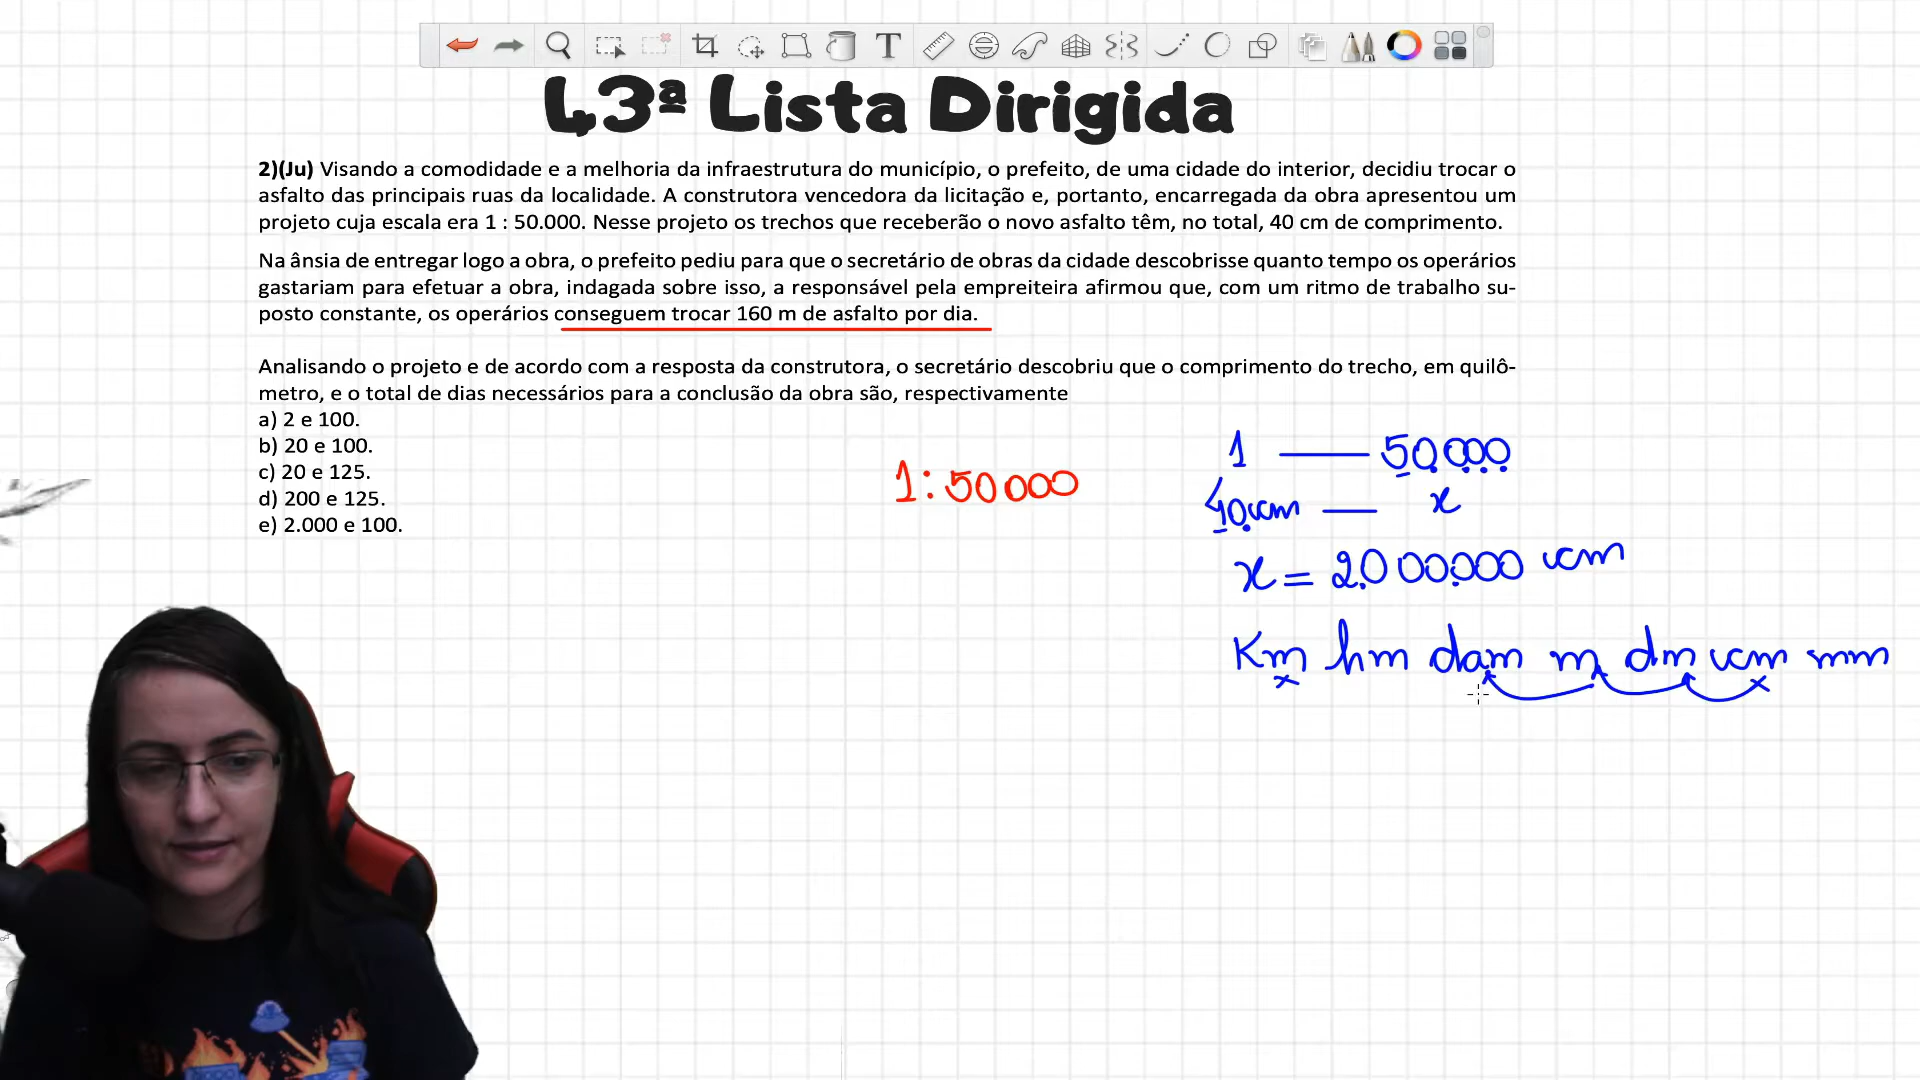 43ª Lista Dirigida
2)(Ju) Visando a comodidade e a melhoria da infraestrutura do município, o prefeito, de uma cidade do interior, decidiu trocar o
asfalto das principais ruas da localidade. A construtora vencedora da licitação e, portanto, encarregada da obra apresentou um
projeto cuja escala era 1 : 50.000. Nesse projeto os trechos que receberão o novo asfalto têm, no total, 40 cm de comprimento.
Na ânsia de entregar logo a obra, o prefeito pediu para que o secretário de obras da cidade descobrisse quanto tempo os operários
gastariam para efetuar a obra, indagada sobre isso, a responsável pela empreiteira afirmou que, com um ritmo de trabalho su-
posto constante, os operários conseguem trocar 160 m de asfalto por dia.
Analisando o projeto e de acordo com a resposta da construtora, o secretário descobriu que o comprimento do trecho, em quilô-
metro, e o total de dias necessários para a conclusão da obra são, respectivamente
a) 2 e 100.
b) 20 e 100.
c) 20 e 125.
d) 200 e 125.
e) 2.000 e 100.
1:50000
1 — 50.000
40cm — x
x = 2.000.000 cm
Km hm dam m dm cm mm